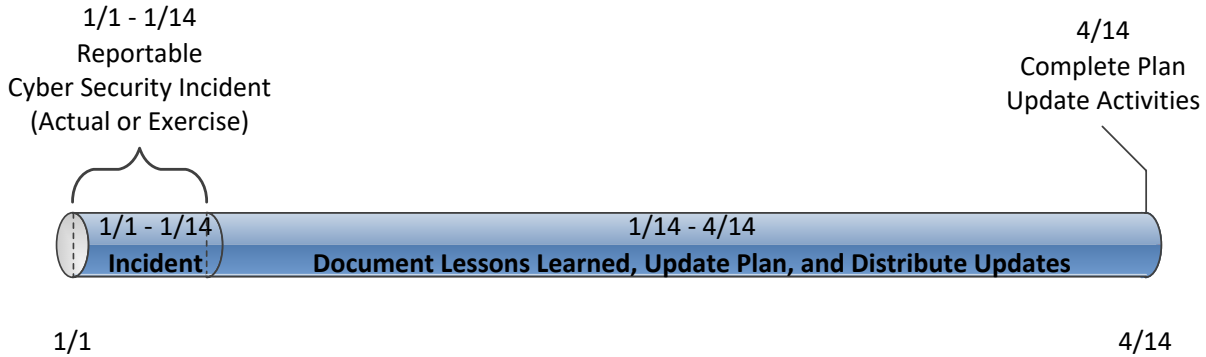 1/1 - 1/14
Reportable
Cyber Security Incident
(Actual or Exercise)
4/14
Complete Plan
Update Activities
1/1 - 1/14
Incident
1/14 - 4/14
Document Lessons Learned, Update Plan, and Distribute Updates
1/1
4/14